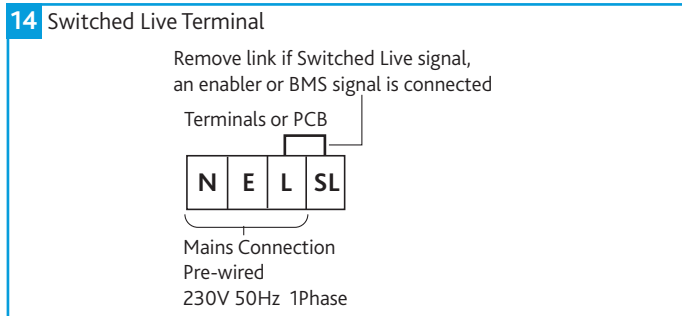 14 Switched Live Terminal
Remove link if Switched Live signal,
an enabler or BMS signal is connected
Terminals or PCB
N E L SL
Mains Connection
Pre-wired
230V 50Hz 1Phase